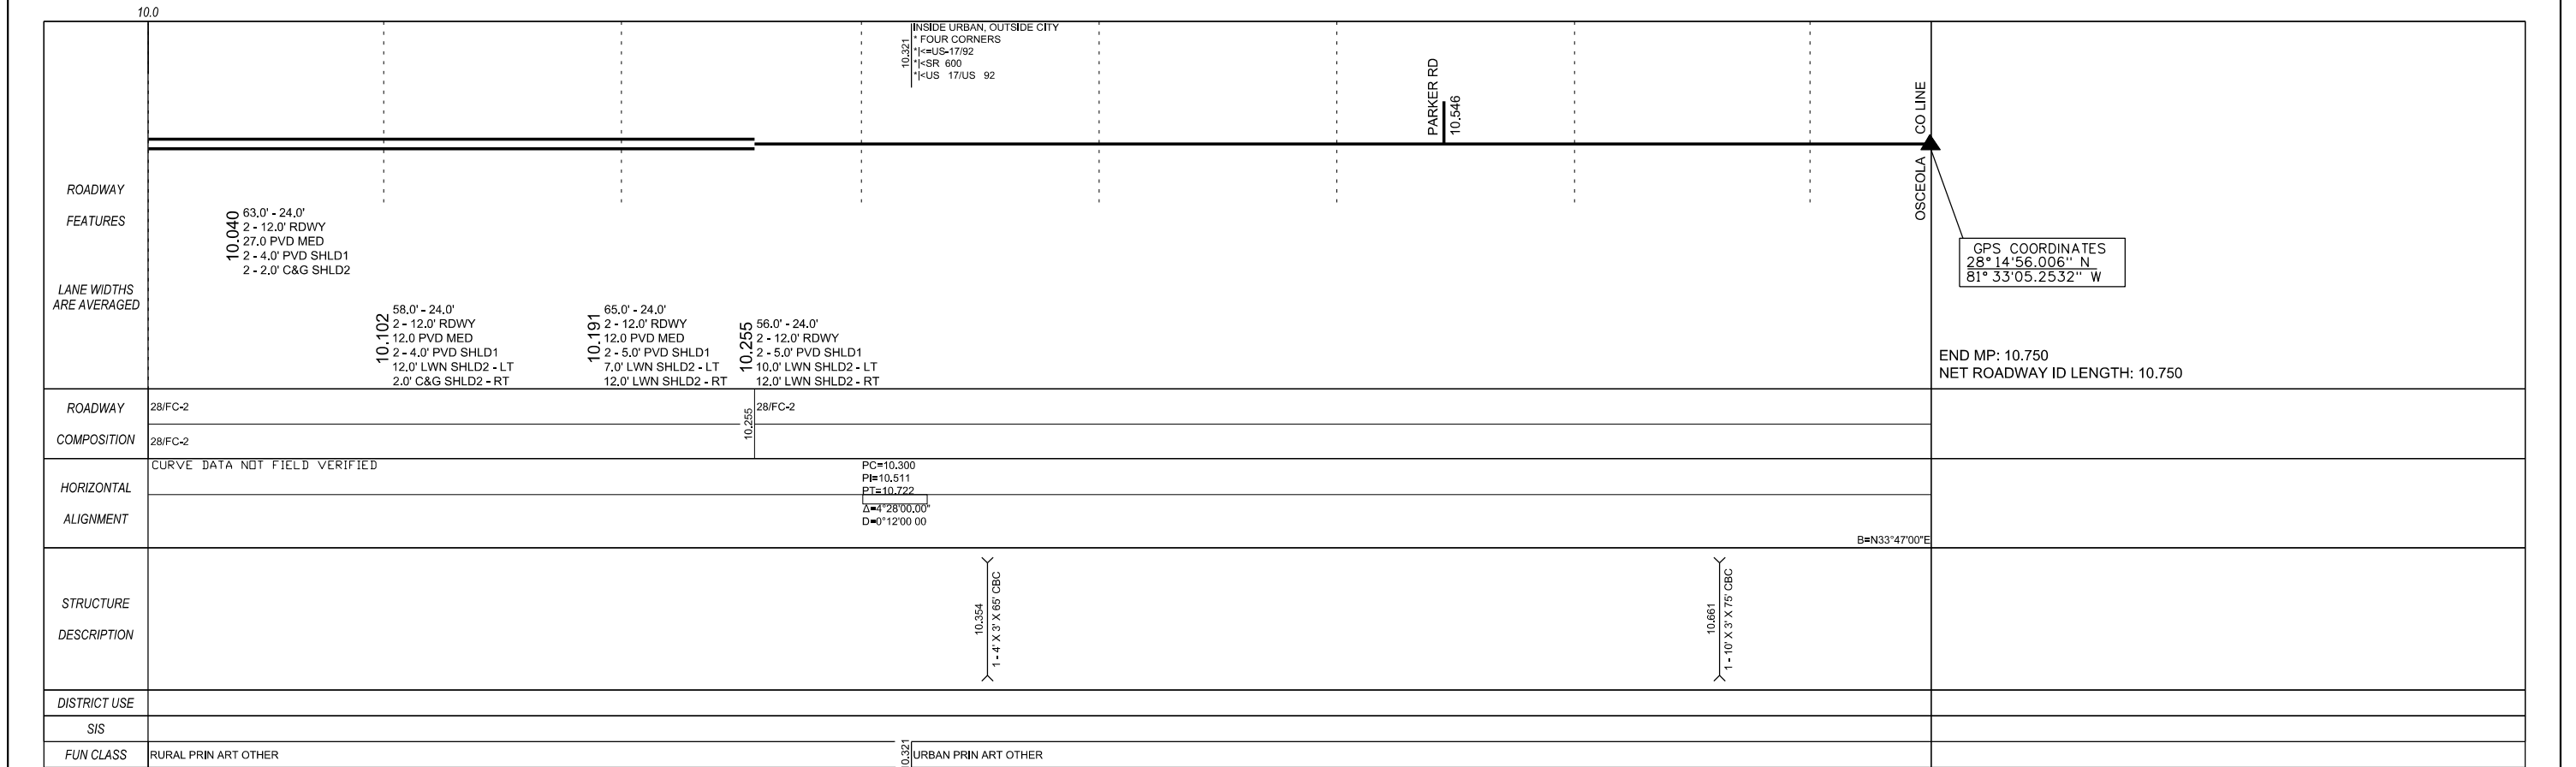 10.0
10.321
INSIDE URBAN, OUTSIDE CITY
* FOUR CORNERS
*|<=US-17/92
*|<SR 600
*|<US 17/US 92
PARKER RD
10.546
OSCEOLA CO LINE
GPS COORDINATES
28° 14'56.006" N
81° 33'05.2532" W
ROADWAY
FEATURES
LANE WIDTHS
ARE AVERAGED
10.040
63.0' - 24.0'
2 - 12.0' RDWY
27.0 PVD MED
2 - 4.0' PVD SHLD1
2 - 2.0' C&G SHLD2
10.102
58.0' - 24.0'
2 - 12.0' RDWY
12.0 PVD MED
2 - 4.0' PVD SHLD1
12.0' LWN SHLD2 - LT
2.0' C&G SHLD2 - RT
10.191
65.0' - 24.0'
2 - 12.0' RDWY
12.0 PVD MED
2 - 5.0' PVD SHLD1
7.0' LWN SHLD2 - LT
12.0' LWN SHLD2 - RT
10.255
56.0' - 24.0'
2 - 12.0' RDWY
2 - 5.0' PVD SHLD1
10.0' LWN SHLD2 - LT
12.0' LWN SHLD2 - RT
END MP: 10.750
NET ROADWAY ID LENGTH: 10.750
ROADWAY
COMPOSITION
28/FC-2
28/FC-2
10.255
28/FC-2
HORIZONTAL
ALIGNMENT
CURVE DATA NOT FIELD VERIFIED
PC=10.300
PI=10.511
PT=10.722
Δ=4°28'00.00"
D=0°12'00 00
B=N33°47'00"E
STRUCTURE
DESCRIPTION
10.354
1 - 4' X 3' X 65' CBC
10.661
1 - 10' X 3' X 75' CBC
DISTRICT USE
SIS
FUN CLASS
RURAL PRIN ART OTHER
10.321
URBAN PRIN ART OTHER